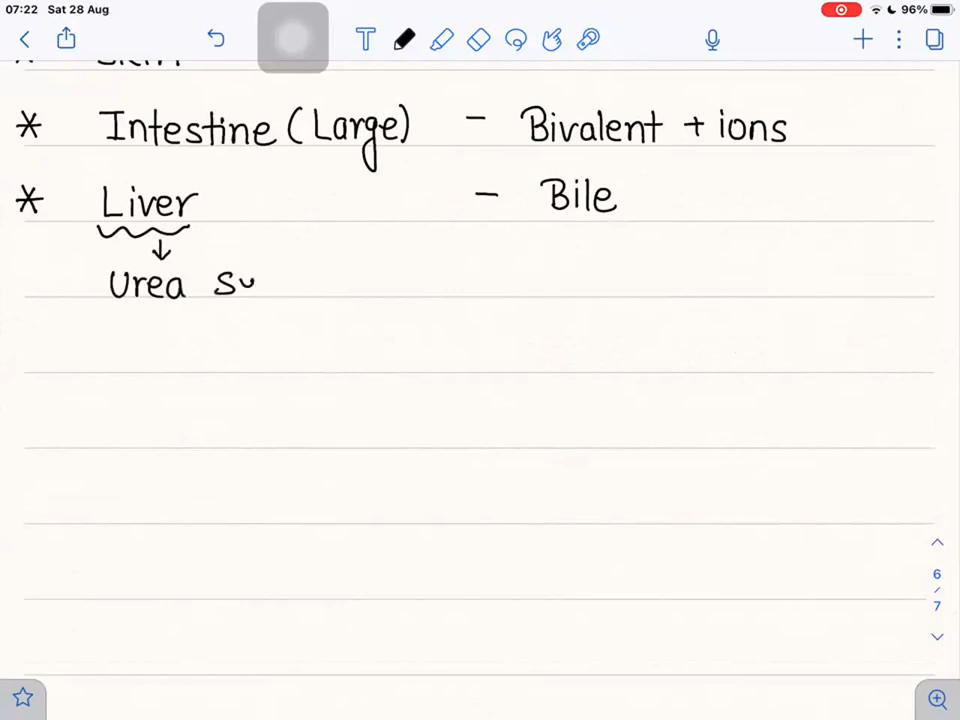 07:22 Sat 28 Aug 96%
T
* Intestine (Large) - Bivalent + ions
* Liver - Bile
↓
Urea Su
6
/
7